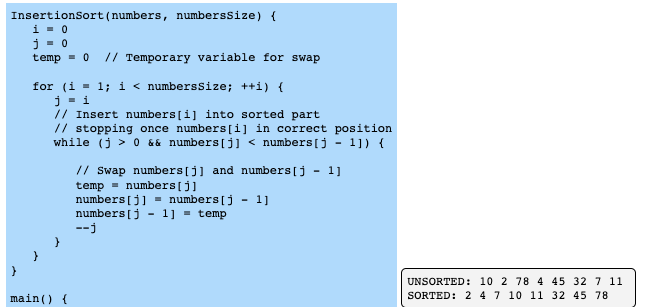 InsertionSort(numbers, numbersSize) {
i = 0
j = 0
temp = 0  // Temporary variable for swap
for (i = 1; i < numbersSize; ++i) {
j = i
// Insert numbers[i] into sorted part
// stopping once numbers[i] in correct position
while (j > 0 && numbers[j] < numbers[j - 1]) {
// Swap numbers[j] and numbers[j - 1]
temp = numbers[j]
numbers[j] = numbers[j - 1]
numbers[j - 1] = temp
--j
}
}
}
main() {
UNSORTED: 10 2 78 4 45 32 7 11
SORTED: 2 4 7 10 11 32 45 78